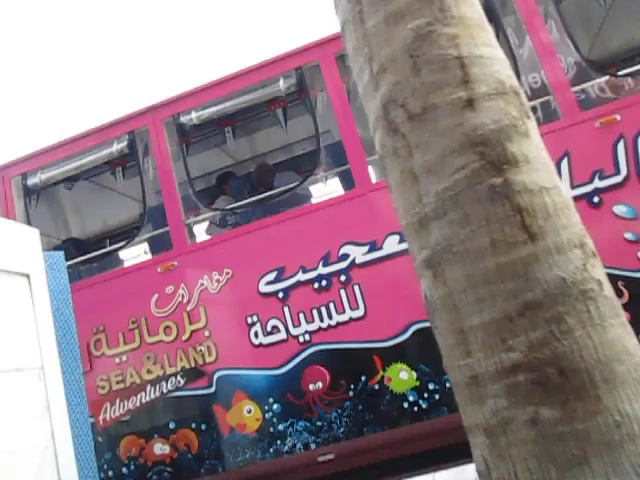 عجيب
للسياحة
مغامرات
برمائية
SEA&LAND
Adventures